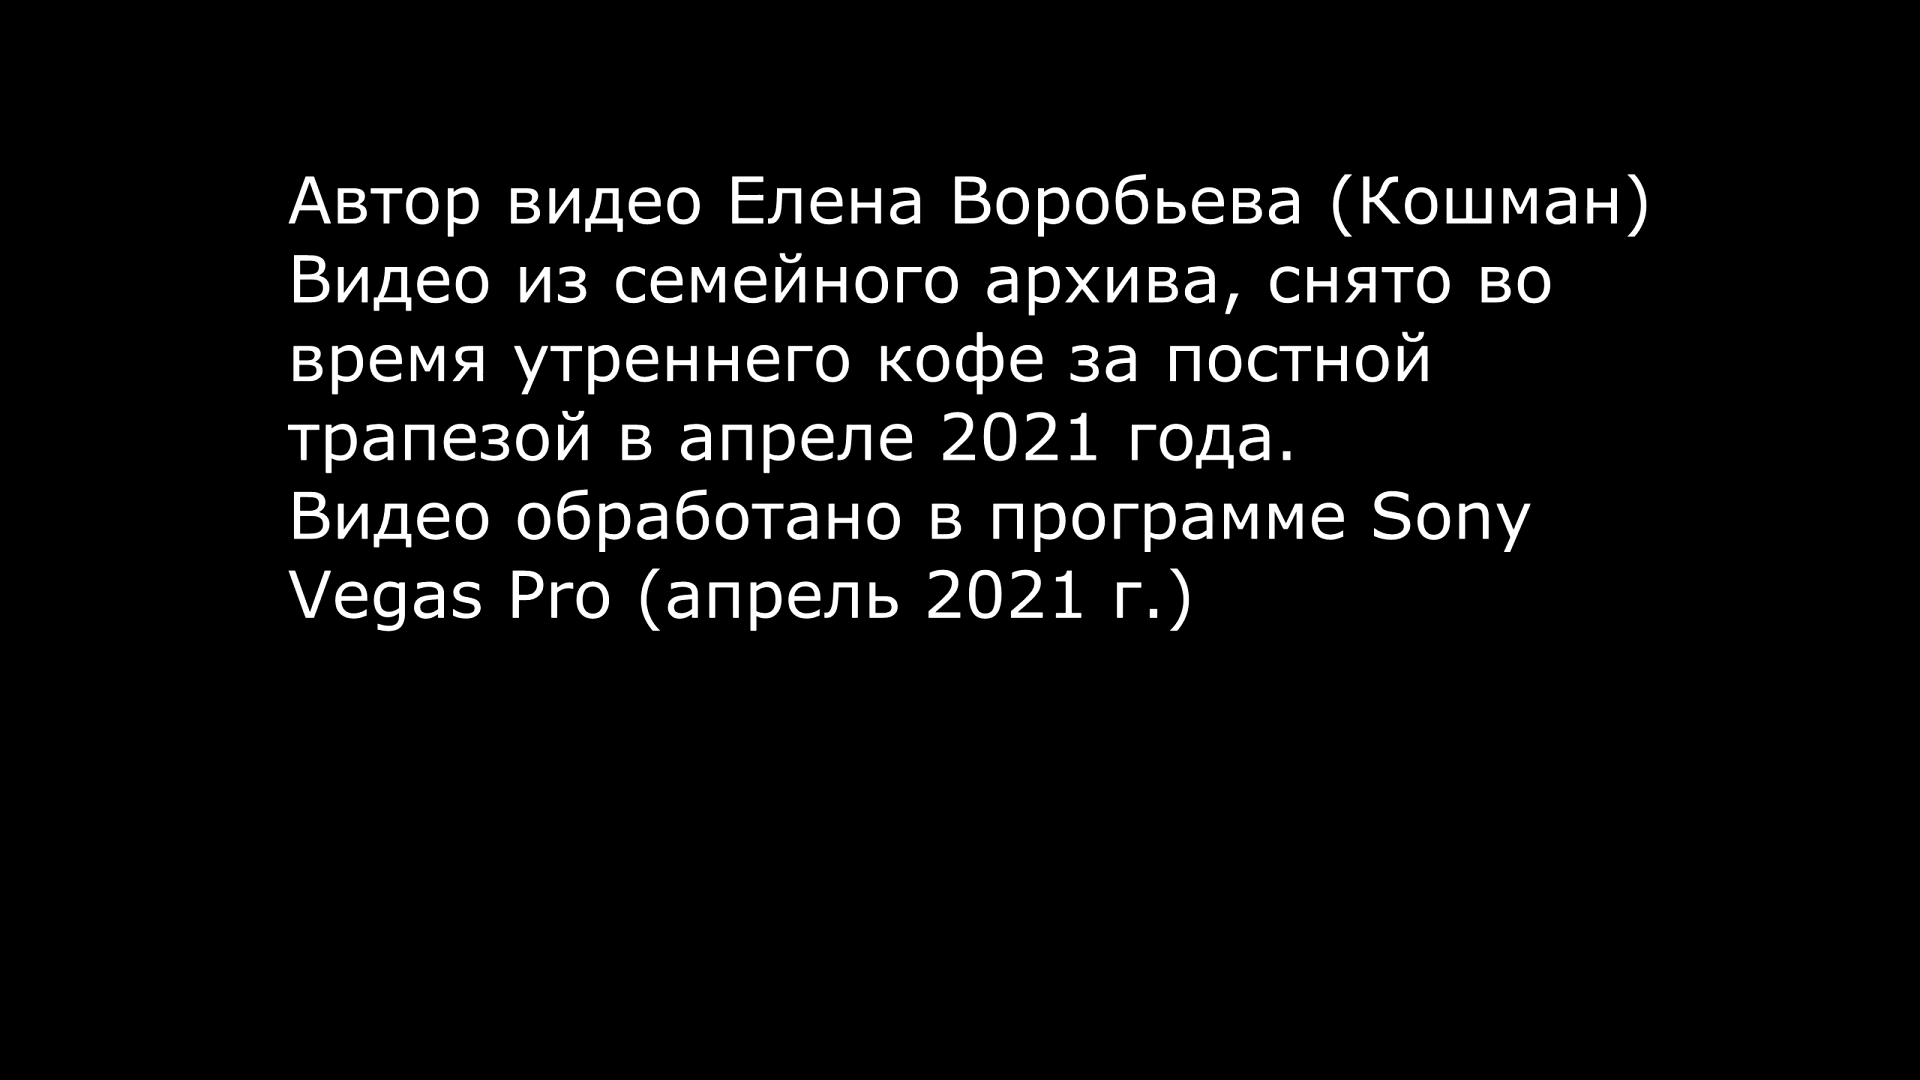 Автор видео Елена Воробьева (Кошман)
Видео из семейного архива, снято во
время утреннего кофе за постной
трапезой в апреле 2021 года.
Видео обработано в программе Sony
Vegas Pro (апрель 2021 г.)